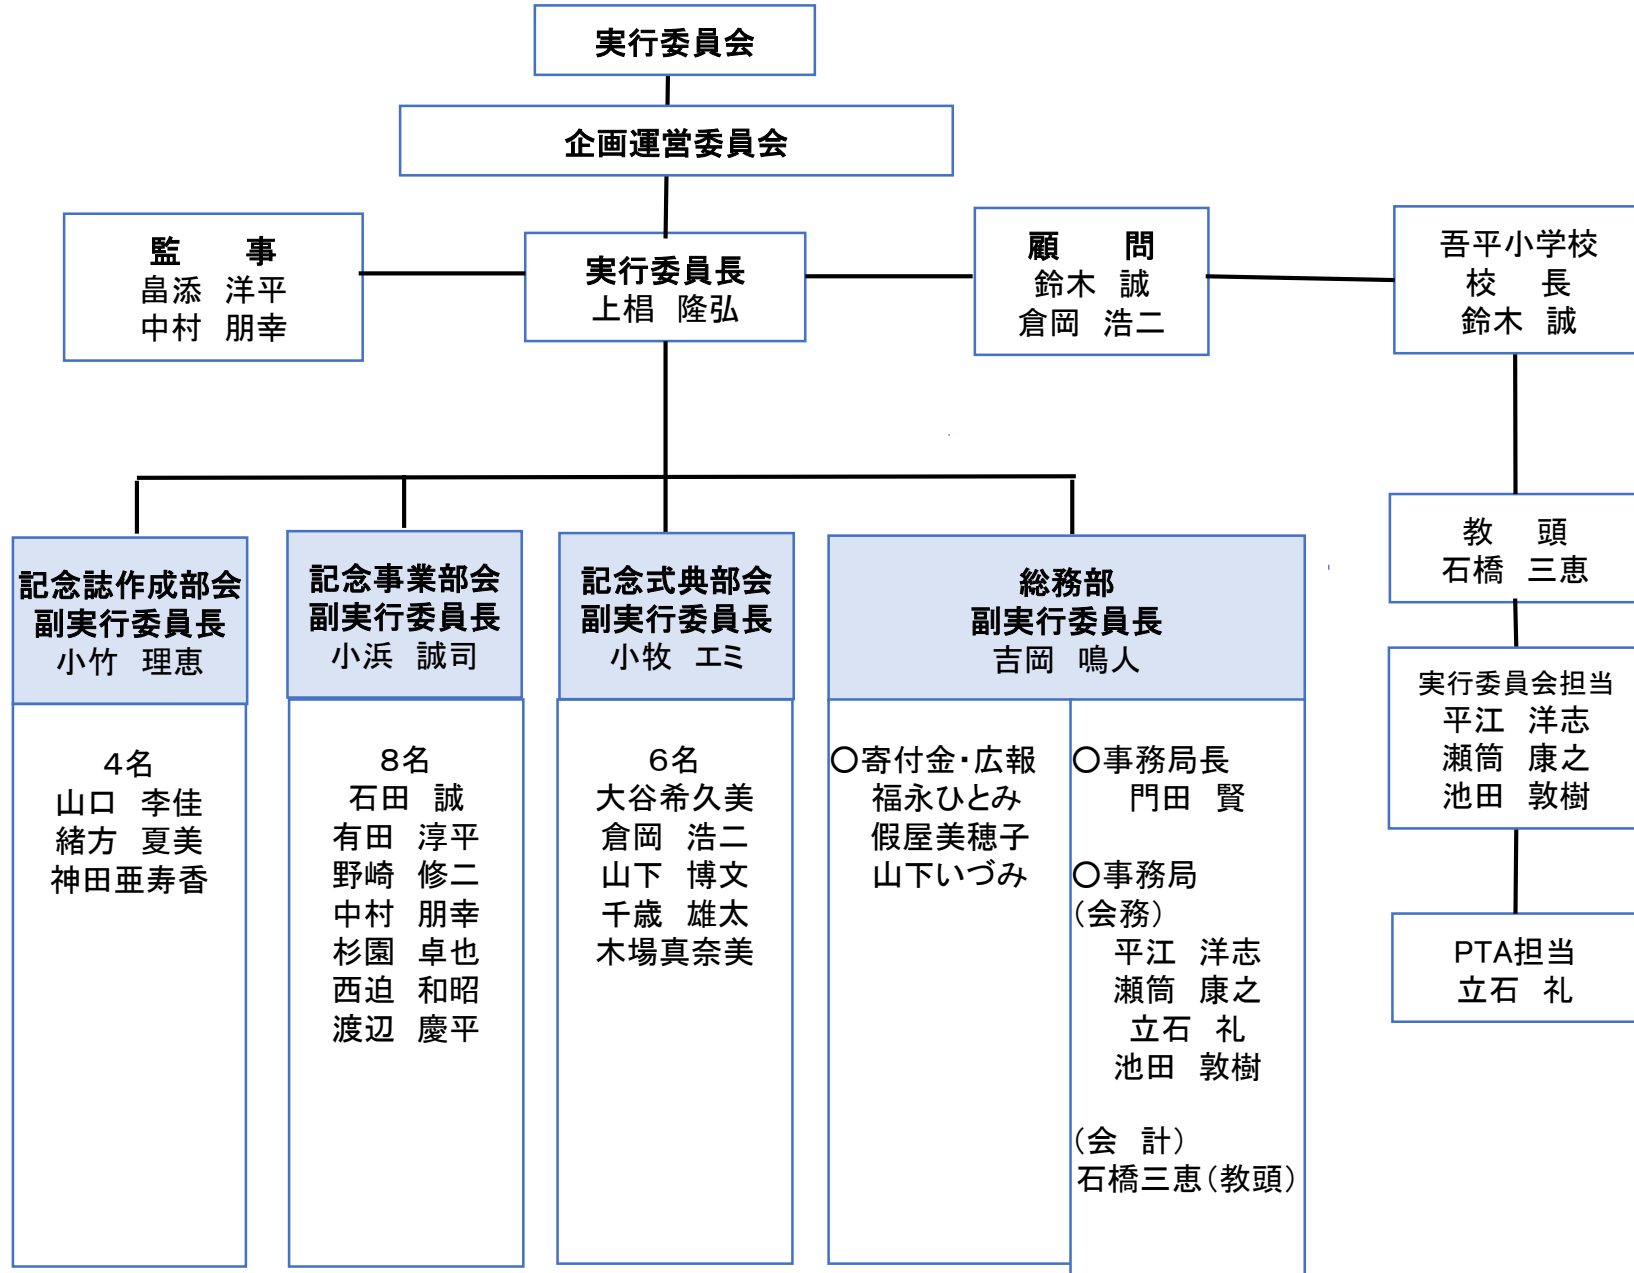 実行委員会
企画運営委員会
監　事
畠添　洋平
中村　朋幸
実行委員長
上椙　隆弘
顧　問
鈴木　誠
倉岡　浩二
吾平小学校
校　長
鈴木　誠
教　頭
石橋　三恵
実行委員会担当
平江　洋志
瀬筒　康之
池田　敦樹
PTA担当
立石　礼
記念誌作成部会
副実行委員長
小竹　理恵
4名
山口　李佳
緒方　夏美
神田亜寿香
記念事業部会
副実行委員長
小浜　誠司
8名
石田　誠
有田　淳平
野崎　修二
中村　朋幸
杉園　卓也
西迫　和昭
渡辺　慶平
記念式典部会
副実行委員長
小牧　エミ
6名
大谷希久美
倉岡　浩二
山下　博文
千歳　雄太
木場真奈美
総務部
副実行委員長
吉岡　鳴人
〇寄付金・広報
福永ひとみ
假屋美穂子
山下いづみ
〇事務局長
門田　賢
〇事務局
（会務）
平江　洋志
瀬筒　康之
立石　礼
池田　敦樹
（会　計）
石橋三恵（教頭）